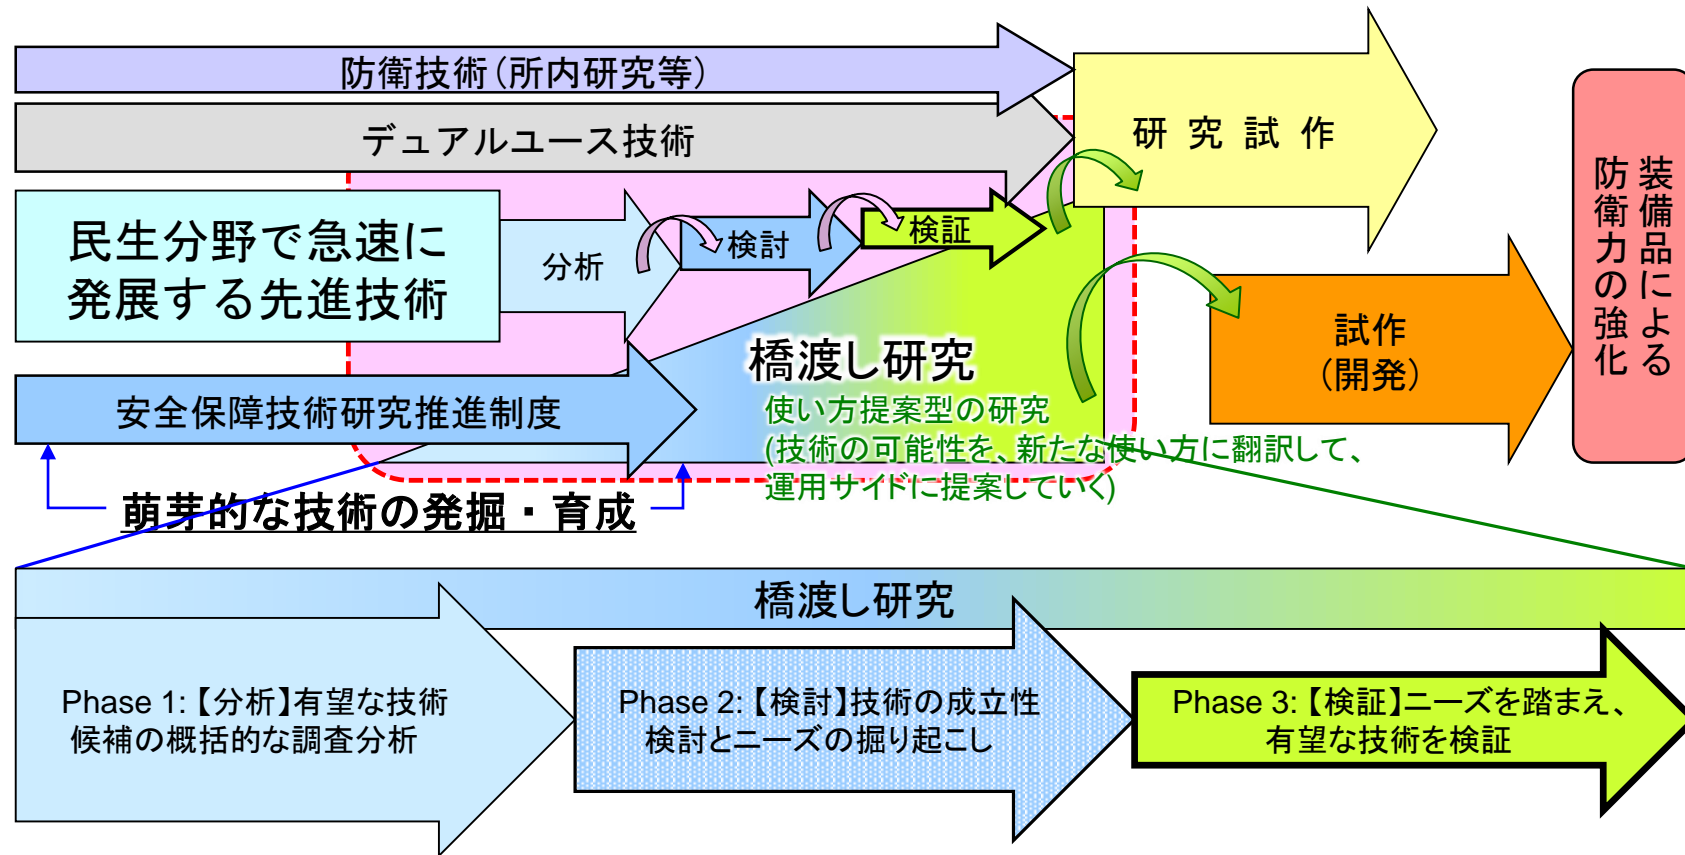 防衛技術(所内研究等)
デュアルユース技術
研 究 試 作
民生分野で急速に
発展する先進技術
分析
検討
検証
橋渡し研究
使い方提案型の研究
(技術の可能性を、新たな使い方に翻訳して、
運用サイドに提案していく)
安全保障技術研究推進制度
萌芽的な技術の発掘・育成
試作
(開発)
装備品による
防衛力の強化
橋渡し研究
Phase 1:【分析】有望な技術
候補の概括的な調査分析
Phase 2:【検討】技術の成立性
検討とニーズの掘り起こし
Phase 3:【検証】ニーズを踏まえ、
有望な技術を検証